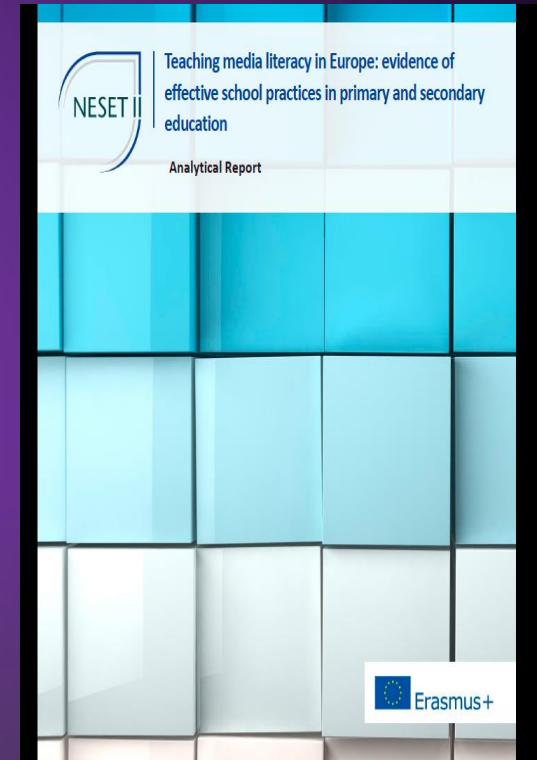 NESET II
Teaching media literacy in Europe: evidence of
effective school practices in primary and secondary
education
Analytical Report
Erasmus+